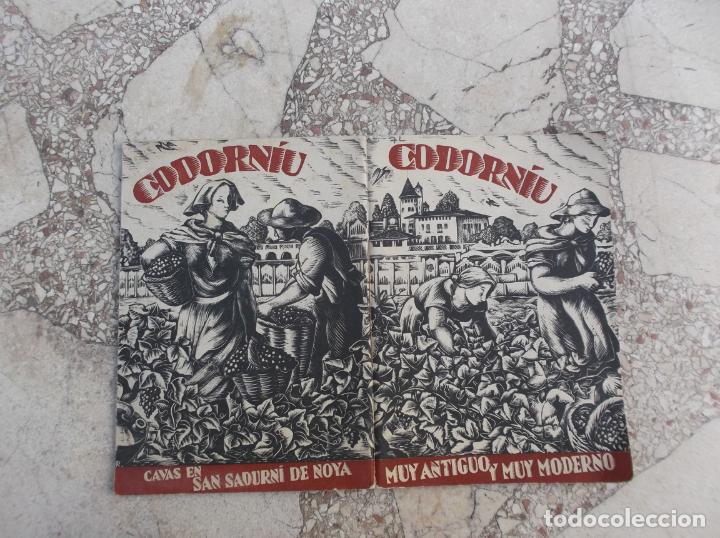 CODORNÍU
CODORNÍU
CAVAS EN
SAN SADURNÍ DE NOYA
MUY ANTIGUO, Y MUY MODERNO
todocoleccion